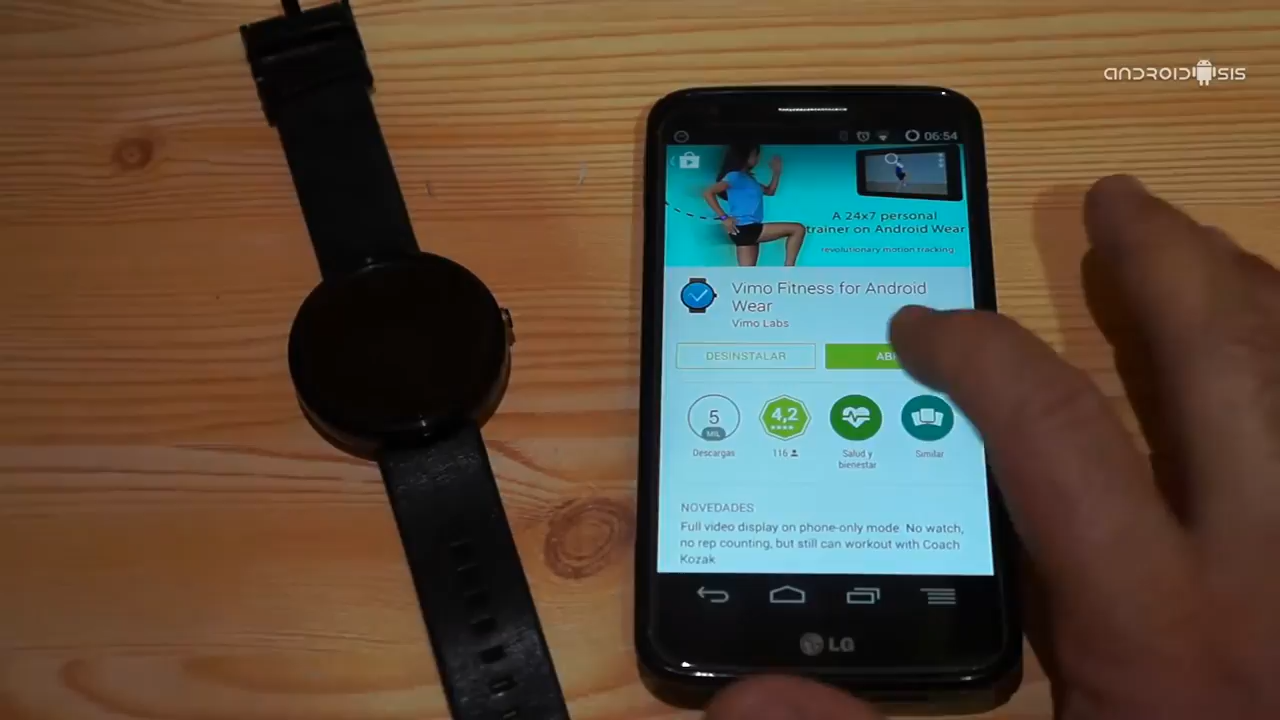 ANDROIDSIS
06:54
A 24x7 personal
trainer on Android Wear
revolutionary motion tracking
Vimo Fitness for Android
Wear
Vimo Labs
DESINSTALAR
AB
5
MIL
4,2
Descargas
116
Salud y
bienestar
Similar
NOVEDADES
Full video display on phone-only mode. No watch,
no rep counting, but still can workout with Coach
Kozak
LG